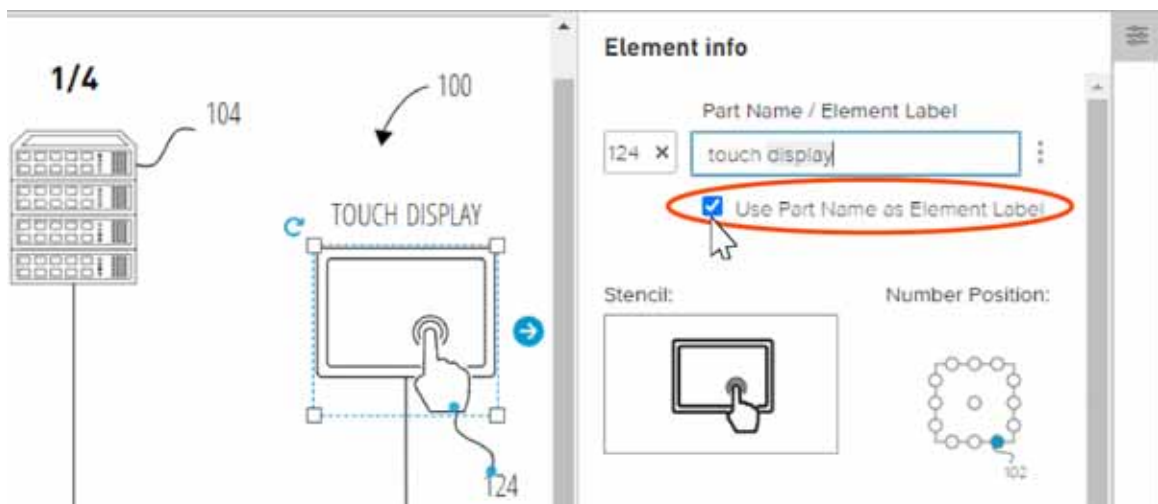 1/4
104
100
TOUCH DISPLAY
124
Element info
Part Name / Element Label
124 ×
touch display
Use Part Name as Element Label
Stencil:
Number Position:
102